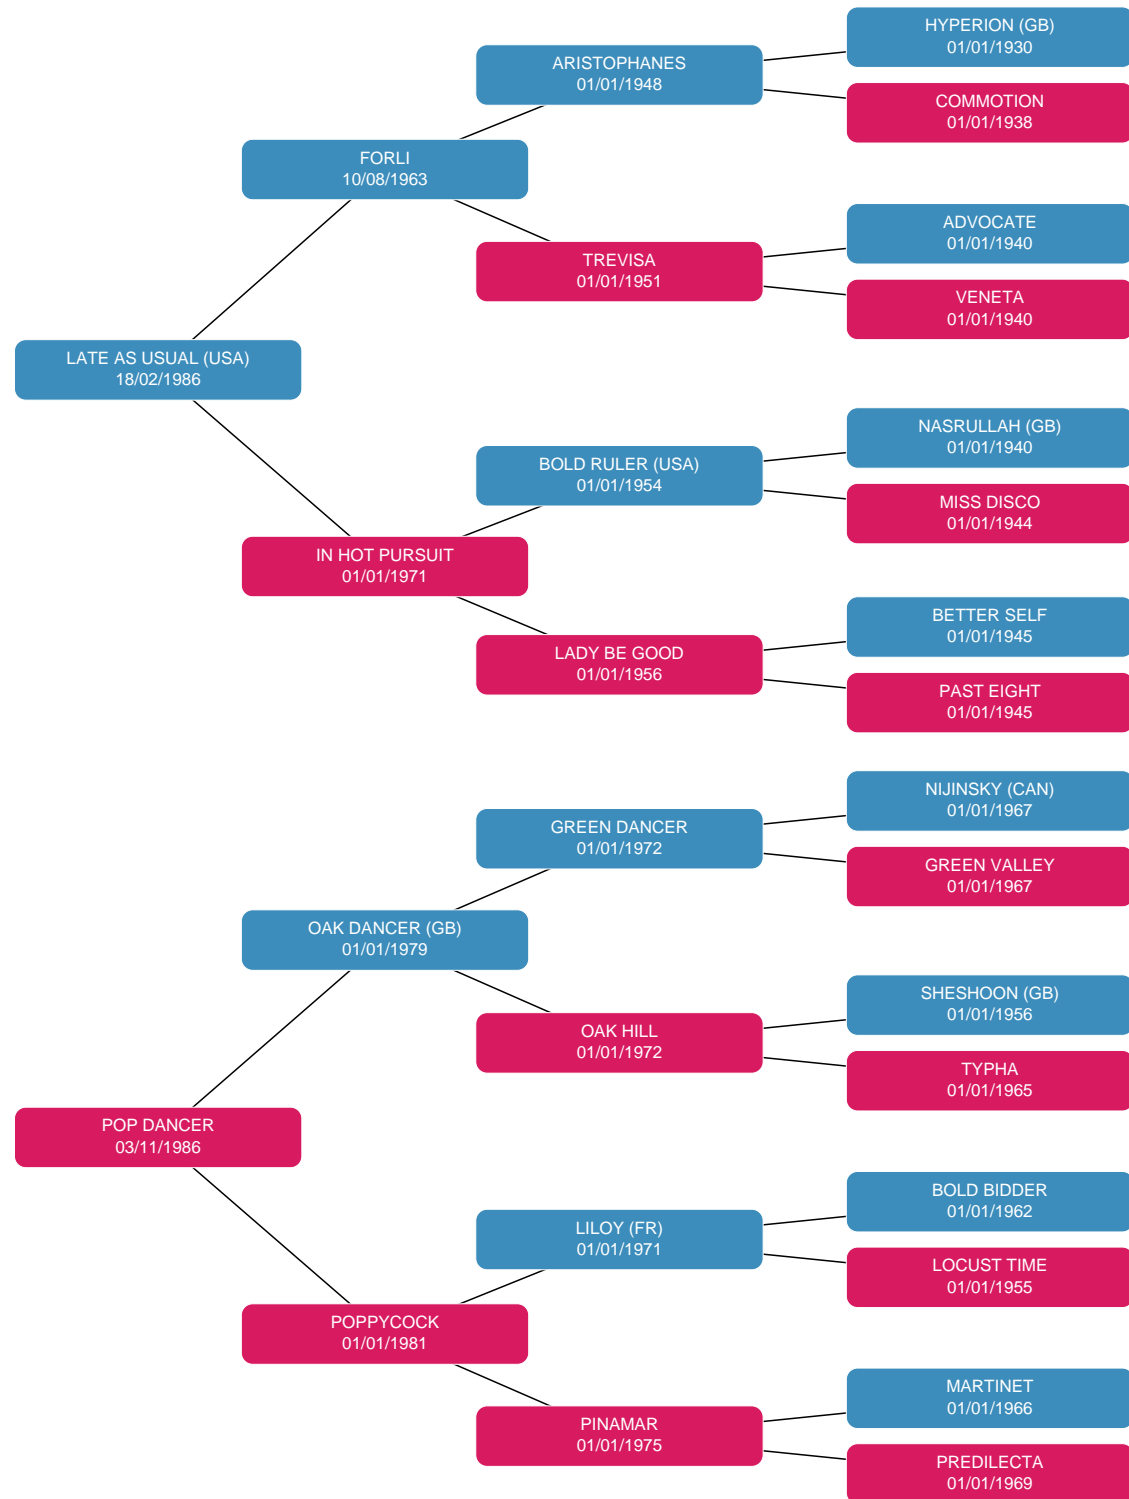 HYPERION (GB)
01/01/1930
ARISTOPHANES
01/01/1948
COMMOTION
01/01/1938
FORLI
10/08/1963
ADVOCATE
01/01/1940
TREVISA
01/01/1951
VENETA
01/01/1940
LATE AS USUAL (USA)
18/02/1986
NASRULLAH (GB)
01/01/1940
BOLD RULER (USA)
01/01/1954
MISS DISCO
01/01/1944
IN HOT PURSUIT
01/01/1971
BETTER SELF
01/01/1945
LADY BE GOOD
01/01/1956
PAST EIGHT
01/01/1945
NIJINSKY (CAN)
01/01/1967
GREEN DANCER
01/01/1972
GREEN VALLEY
01/01/1967
OAK DANCER (GB)
01/01/1979
SHESHOON (GB)
01/01/1956
OAK HILL
01/01/1972
TYPHA
01/01/1965
POP DANCER
03/11/1986
BOLD BIDDER
01/01/1962
LILOY (FR)
01/01/1971
LOCUST TIME
01/01/1955
POPPYCOCK
01/01/1981
MARTINET
01/01/1966
PINAMAR
01/01/1975
PREDILECTA
01/01/1969